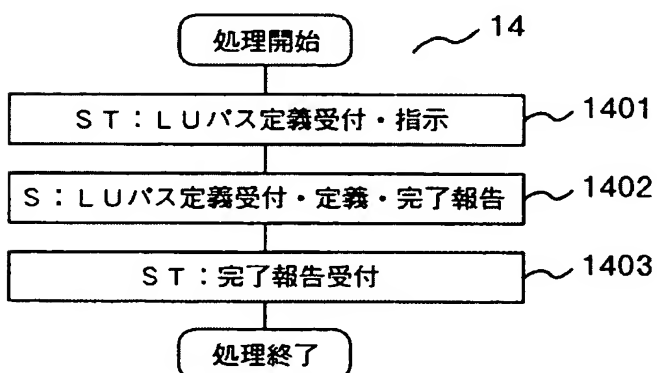 処理開始
14
ST:LUパス定義受付・指示
1401
S:LUパス定義受付・定義・完了報告
1402
ST:完了報告受付
1403
処理終了